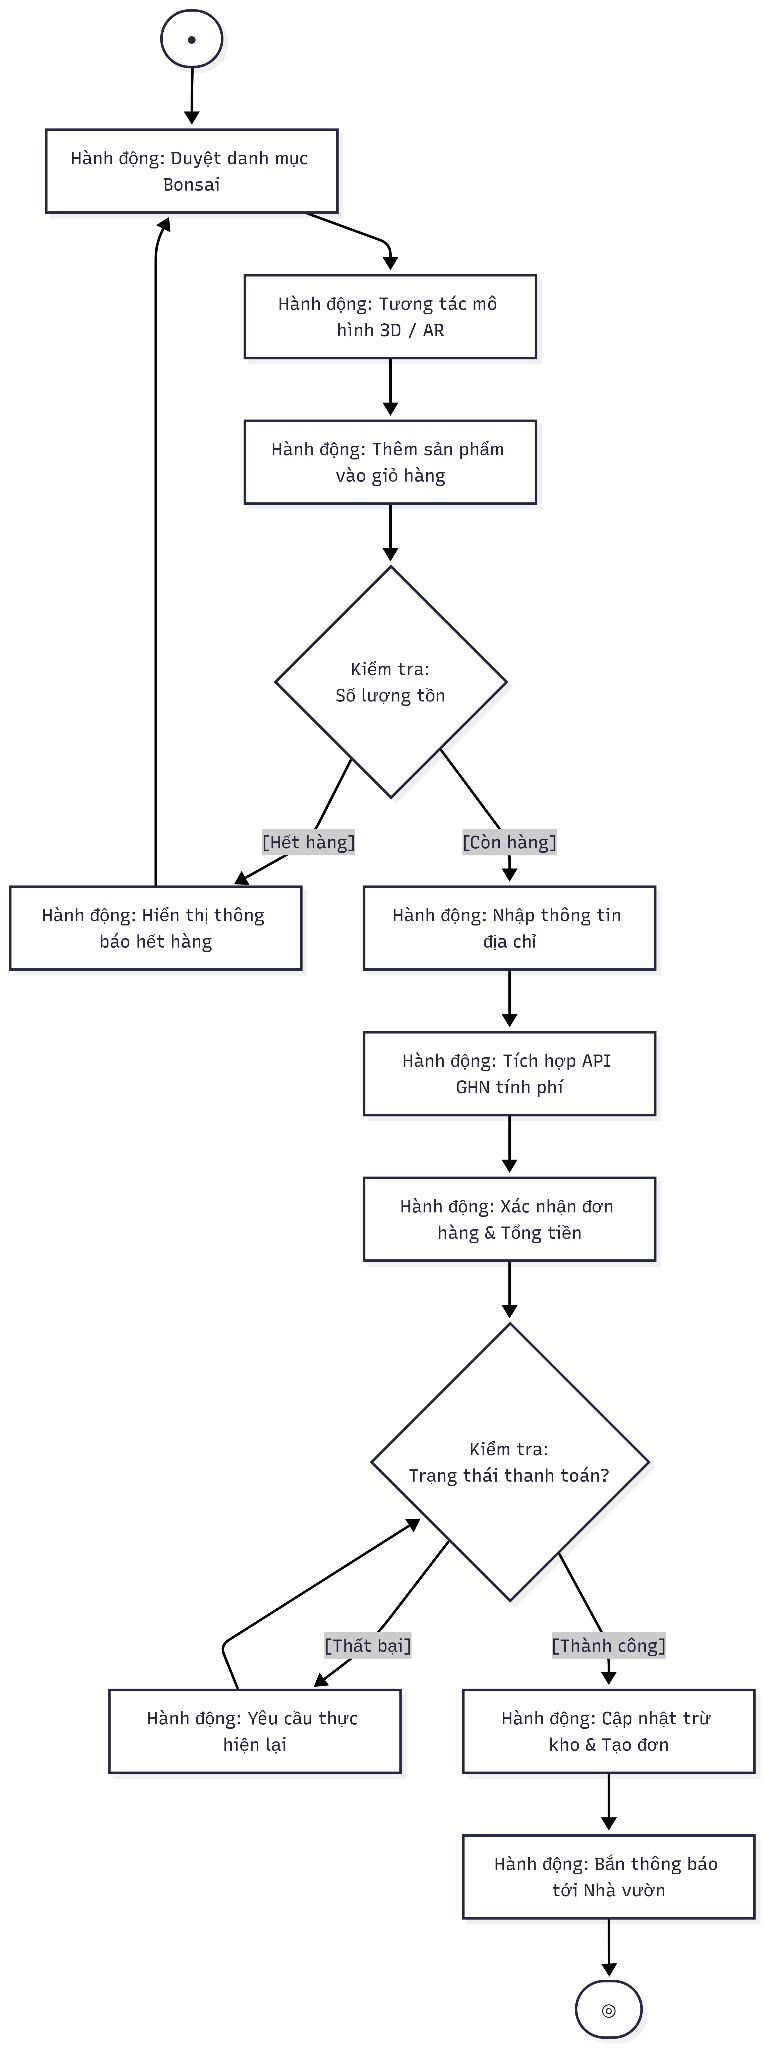 Hành động: Duyệt danh mục
Bonsai
Hành động: Tương tác mô
hình 3D / AR
Hành động: Thêm sản phẩm
vào giỏ hàng
Kiểm tra:
Số lượng tồn
[Hết hàng]
[Còn hàng]
Hành động: Hiển thị thông
báo hết hàng
Hành động: Nhập thông tin
địa chỉ
Hành động: Tích hợp API
GHN tính phí
Hành động: Xác nhận đơn
hàng & Tổng tiền
Kiểm tra:
Trạng thái thanh toán?
[Thất bại]
[Thành công]
Hành động: Yêu cầu thực
hiện lại
Hành động: Cập nhật trừ
kho & Tạo đơn
Hành động: Bắn thông báo
tới Nhà vườn